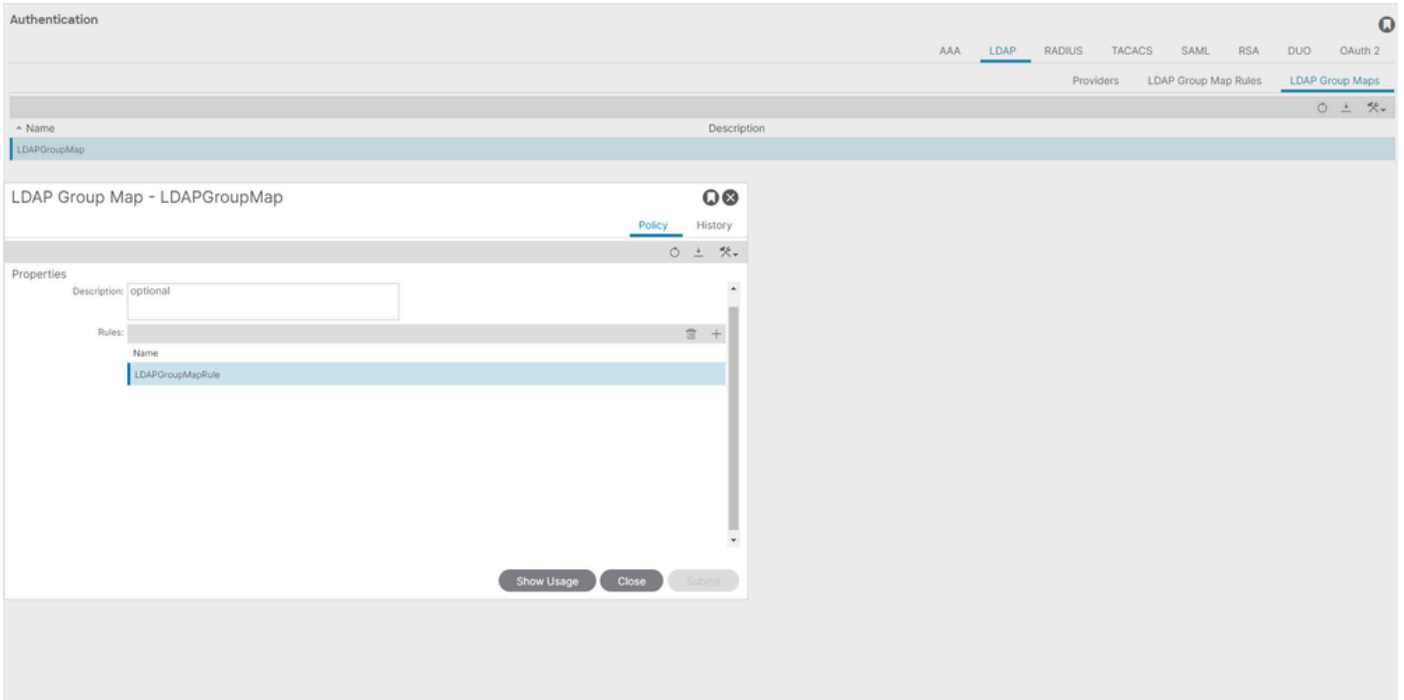 Authentication
AAA LDAP RADIUS TACACS SAML RSA DUO OAuth 2
Providers LDAP Group Map Rules LDAP Group Maps
Name Description
LDAPGroupMap
LDAP Group Map - LDAPGroupMap
Policy History
Properties
Description: optional
Rules:
Name
LDAPGroupMapRule
Show Usage Close Submit